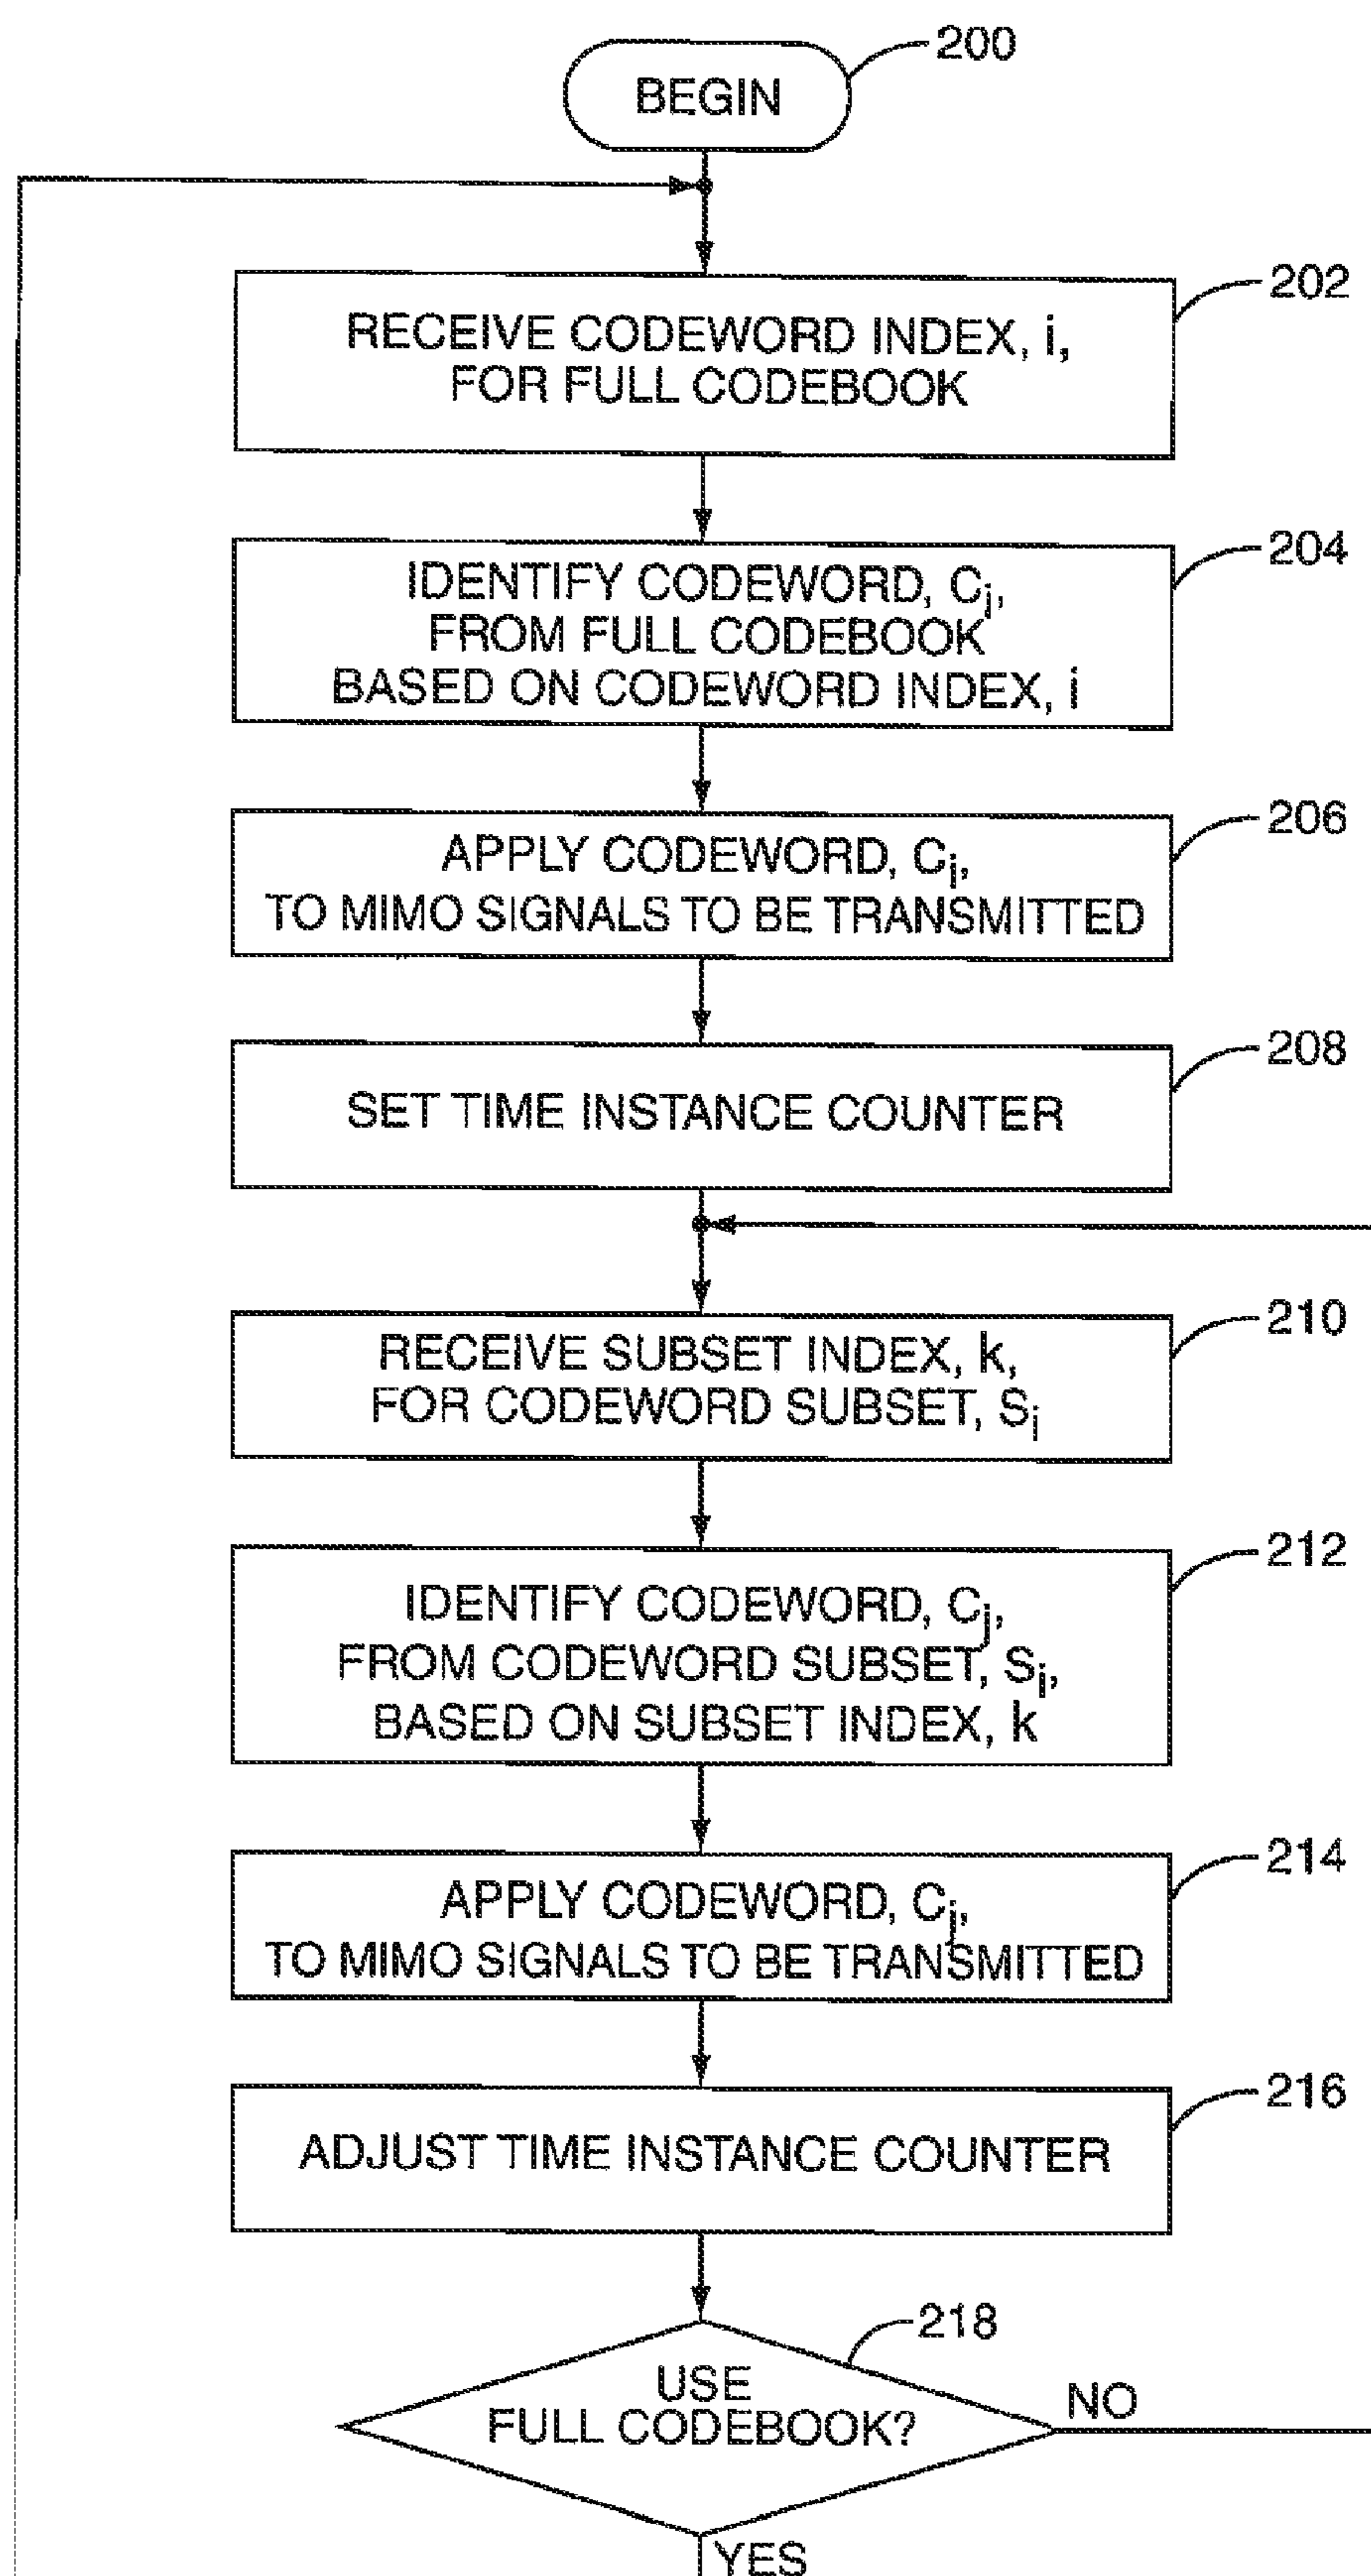 BEGIN
200
RECEIVE CODEWORD INDEX, i,
FOR FULL CODEBOOK
202
IDENTIFY CODEWORD, Cj,
FROM FULL CODEBOOK
BASED ON CODEWORD INDEX, i
204
APPLY CODEWORD, Ci,
TO MIMO SIGNALS TO BE TRANSMITTED
206
SET TIME INSTANCE COUNTER
208
RECEIVE SUBSET INDEX, k,
FOR CODEWORD SUBSET, Si
210
IDENTIFY CODEWORD, Cj,
FROM CODEWORD SUBSET, Si,
BASED ON SUBSET INDEX, k
212
APPLY CODEWORD, Cj,
TO MIMO SIGNALS TO BE TRANSMITTED
214
ADJUST TIME INSTANCE COUNTER
216
USE
FULL CODEBOOK?
218
NO
YES